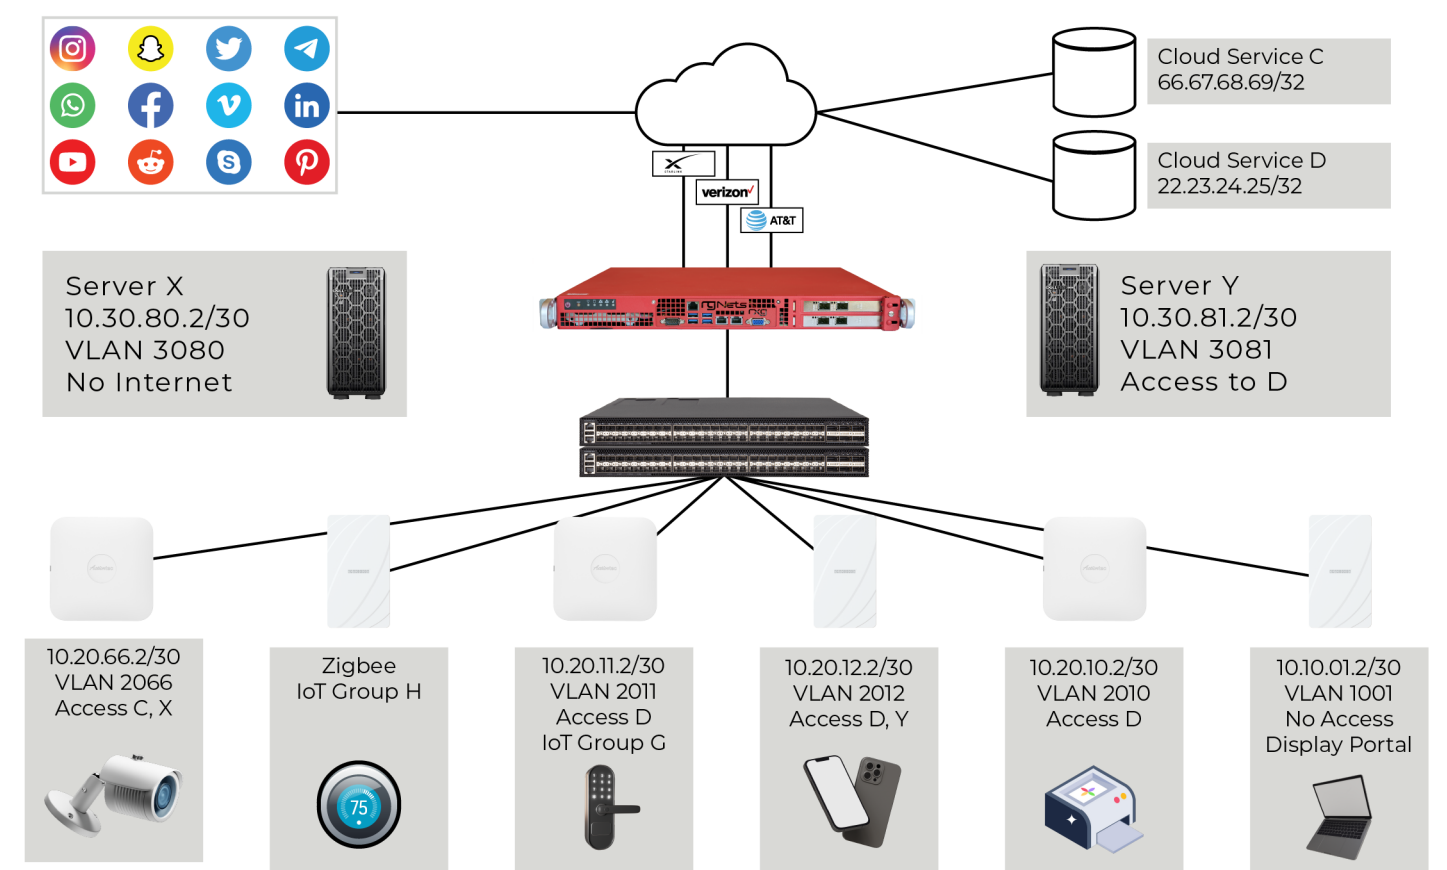 Cloud Service C
66.67.68.69/32
STARLINK
Cloud Service D
22.23.24.25/32
verizon
AT&T
Server X
10.30.80.2/30
VLAN 3080
No Internet
rgNets
rxg
Server Y
10.30.81.2/30
VLAN 3081
Access to D
10.20.66.2/30
VLAN 2066
Access C, X
Zigbee
IoT Group H
75
10.20.11.2/30
VLAN 2011
Access D
IoT Group G
10.20.12.2/30
VLAN 2012
Access D, Y
10.20.10.2/30
VLAN 2010
Access D
10.10.01.2/30
VLAN 1001
No Access
Display Portal